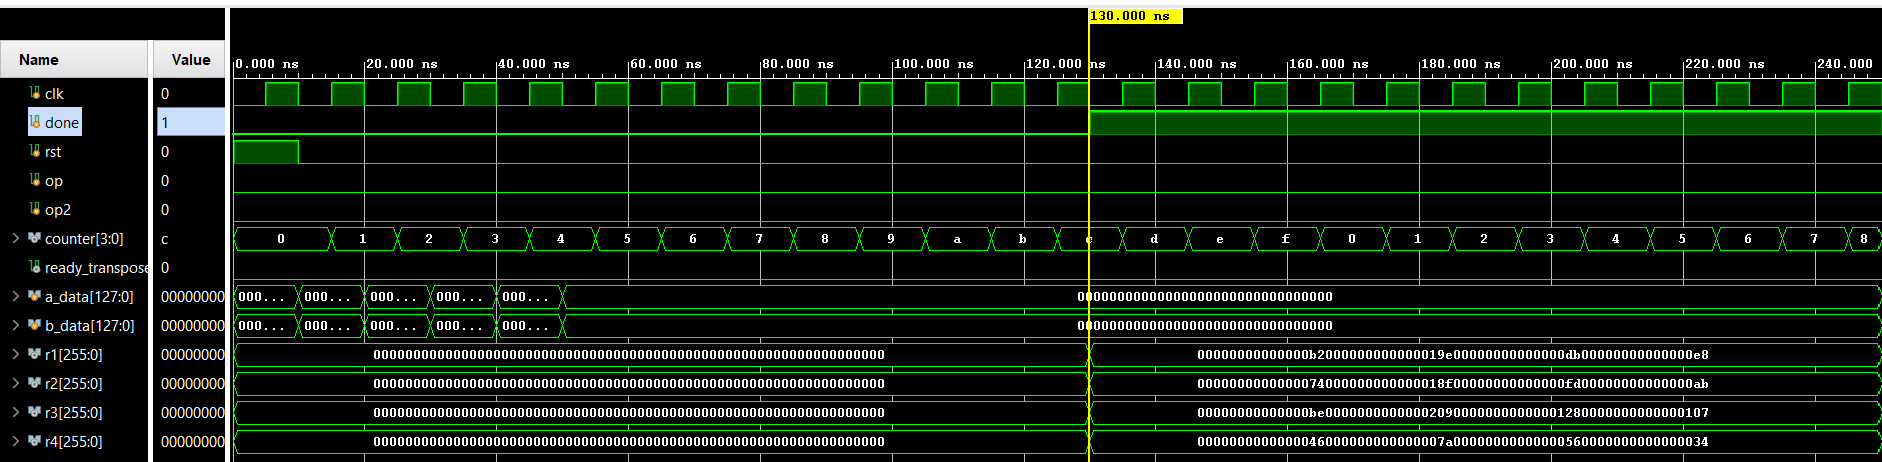 130.000 ns
Name Value
0.000 ns 20.000 ns 40.000 ns 60.000 ns 80.000 ns 100.000 ns 120.000 ns 140.000 ns 160.000 ns 180.000 ns 200.000 ns 220.000 ns 240.000
clk 0
done 1
rst 0
op 0
op2 0
counter[3:0] c 0 1 2 3 4 5 6 7 8 9 a b c d e f 0 1 2 3 4 5 6 7 8
ready_transpose 0
a_data[127:0] 00000000 000... 000... 000... 000... 000... 00000000000000000000000000000000
b_data[127:0] 00000000 000... 000... 000... 000... 000... 00000000000000000000000000000000
r1[255:0] 00000000 0000000000000000000000000000000000000000000000000000000000000000 00000000000000b2000000000000019e00000000000000db00000000000000e8
r2[255:0] 00000000 0000000000000000000000000000000000000000000000000000000000000000 0000000000000074000000000000018f00000000000000fd00000000000000ab
r3[255:0] 00000000 0000000000000000000000000000000000000000000000000000000000000000 00000000000000be000000000000020900000000000001280000000000000107
r4[255:0] 00000000 0000000000000000000000000000000000000000000000000000000000000000 0000000000000046000000000000007a00000000000000560000000000000034